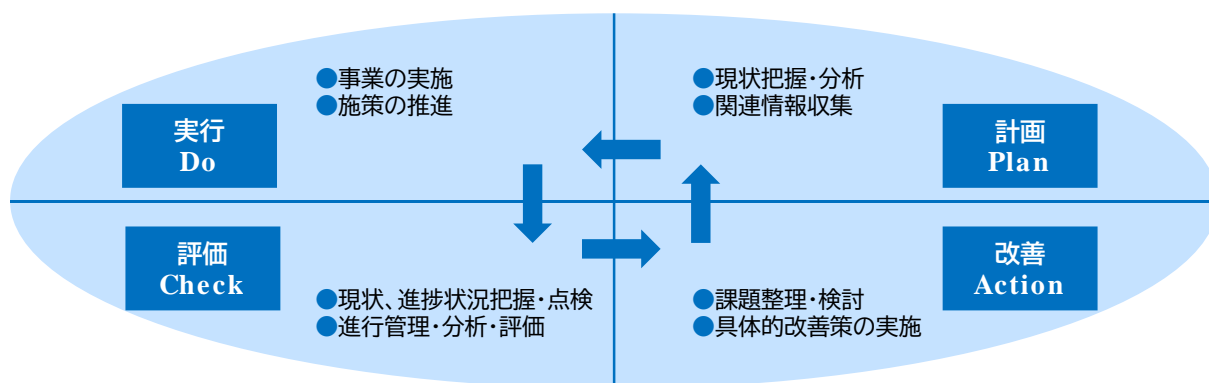 ●事業の実施
●施策の推進
実行
Do
●現状把握・分析
●関連情報収集
計画
Plan
評価
Check
●現状、進捗状況把握・点検
●進行管理・分析・評価
改善
Action
●課題整理・検討
●具体的改善策の実施